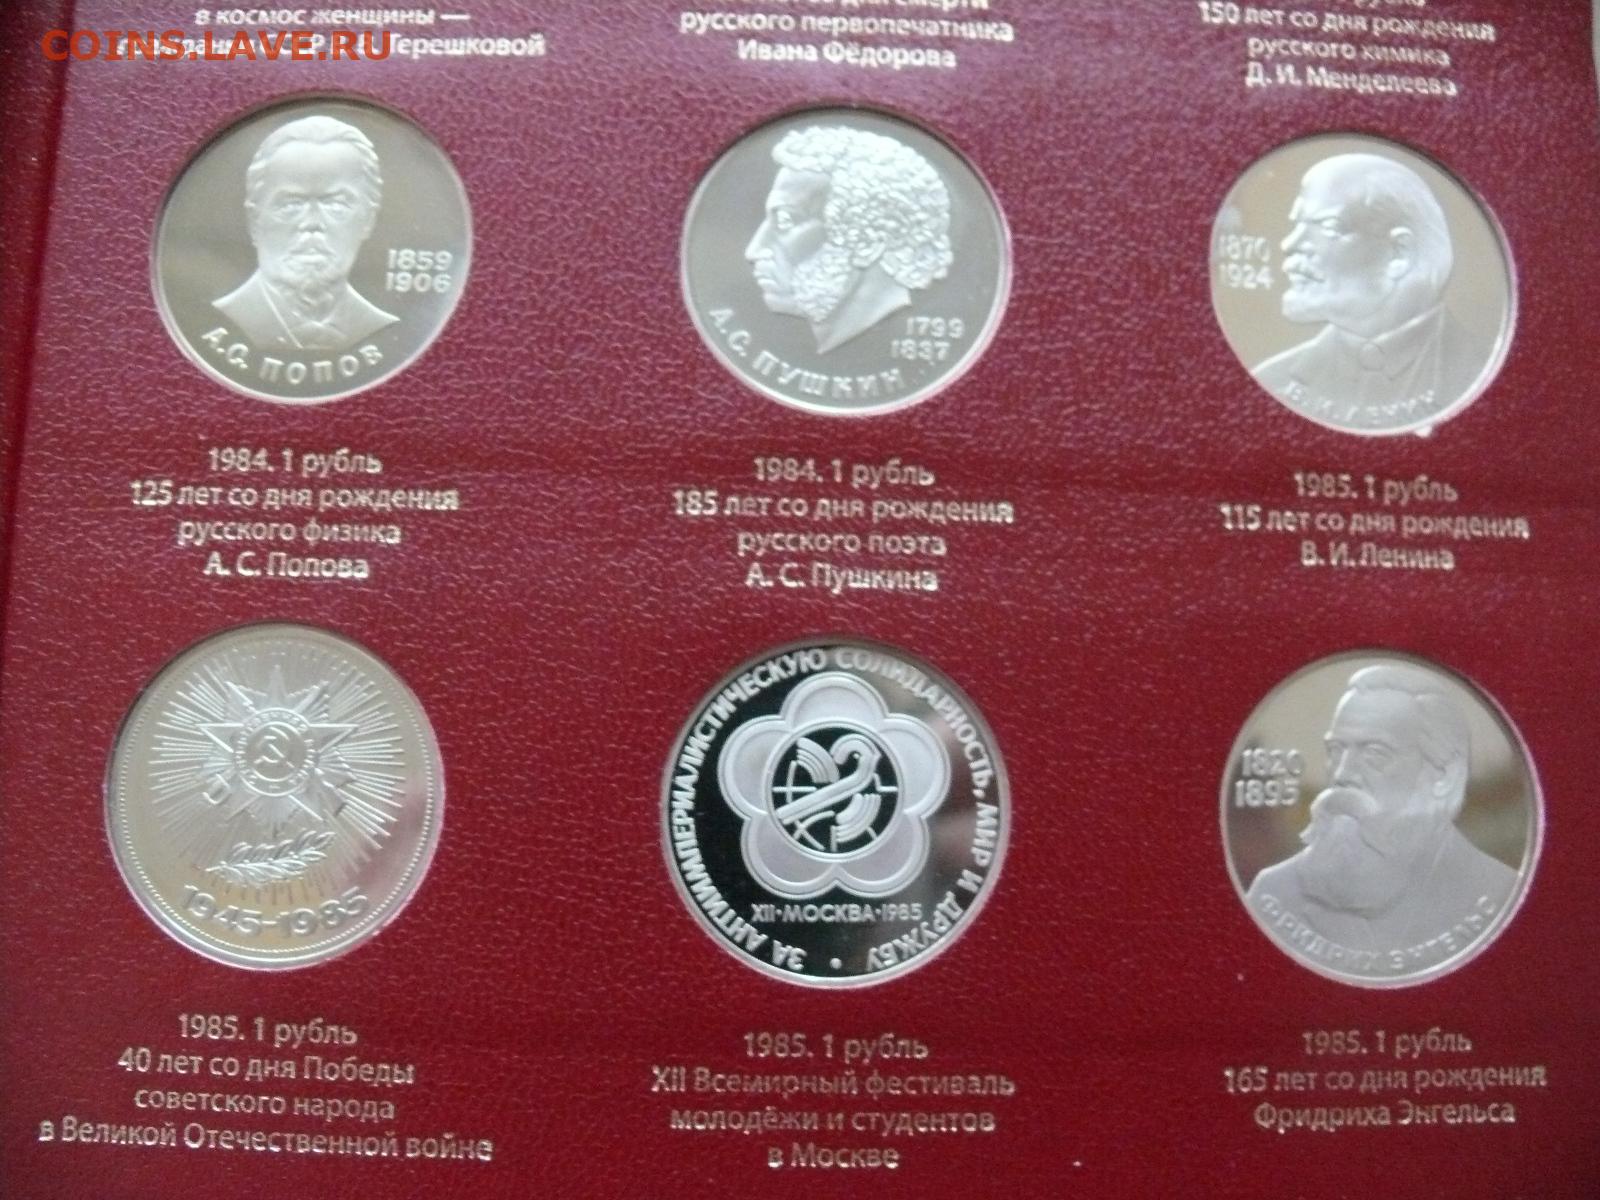 COINS.LAVE.RU
в космос женщины —
Терешковой
русского первопечатника
Ивана Фёдорова
150 лет со дня рождения
русского химика
Д. И. Менделеева
1859
1906
А.С. ПОПОВ
А.С. ПУШКИН
1799
1837
1870
1924
В.И.ЛЕНИН
1984. 1 рубль
125 лет со дня рождения
русского физика
А. С. Попова
1984. 1 рубль
185 лет со дня рождения
русского поэта
А. С. Пушкина
1985. 1 рубль
115 лет со дня рождения
В. И. Ленина
1945-1985
ЗА АНТИИМПЕРИАЛИСТИЧЕСКУЮ СОЛИДАРНОСТЬ, МИР И ДРУЖБУ •
XII·МОСКВА·1985
1820
1895
ФРИДРИХ ЭНГЕЛЬС
1985. 1 рубль
40 лет со дня Победы
советского народа
в Великой Отечественной войне
1985. 1 рубль
XII Всемирный фестиваль
молодёжи и студентов
в Москве
1985. 1 рубль
165 лет со дня рождения
Фридриха Энгельса